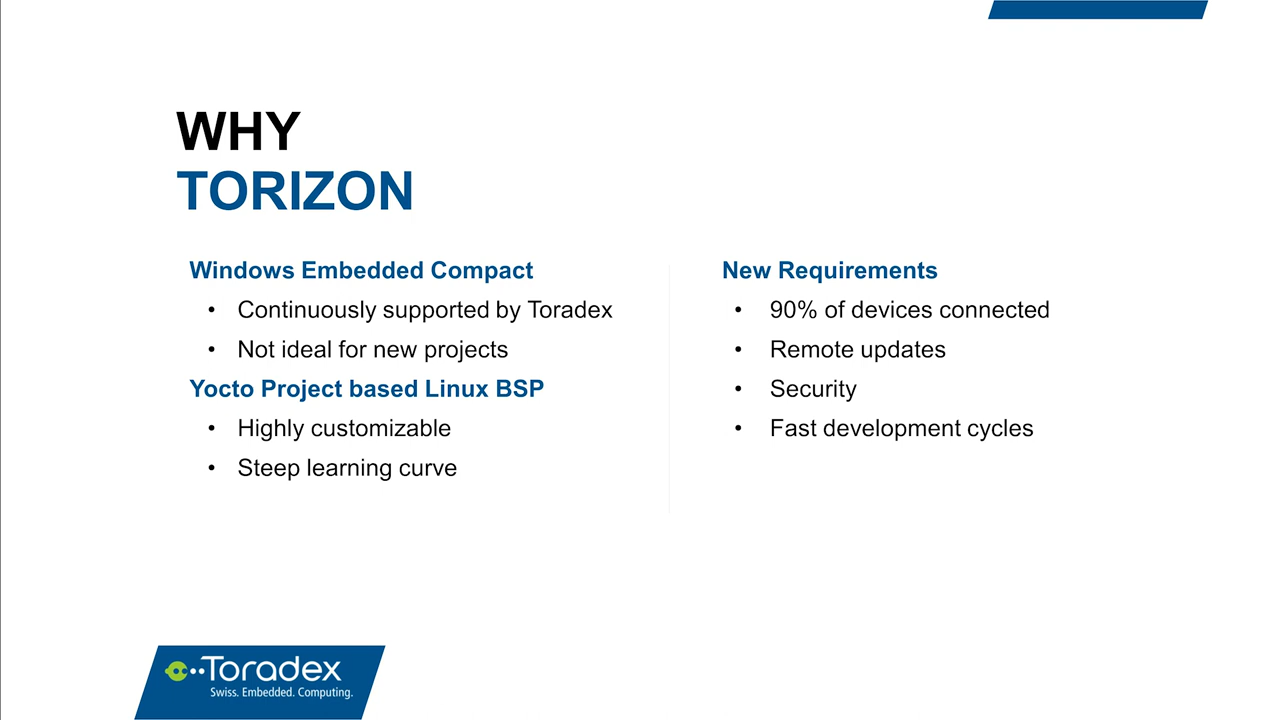 WHY
TORIZON
Windows Embedded Compact
• Continuously supported by Toradex
• Not ideal for new projects
Yocto Project based Linux BSP
• Highly customizable
• Steep learning curve
New Requirements
• 90% of devices connected
• Remote updates
• Security
• Fast development cycles
Toradex
Swiss. Embedded. Computing.